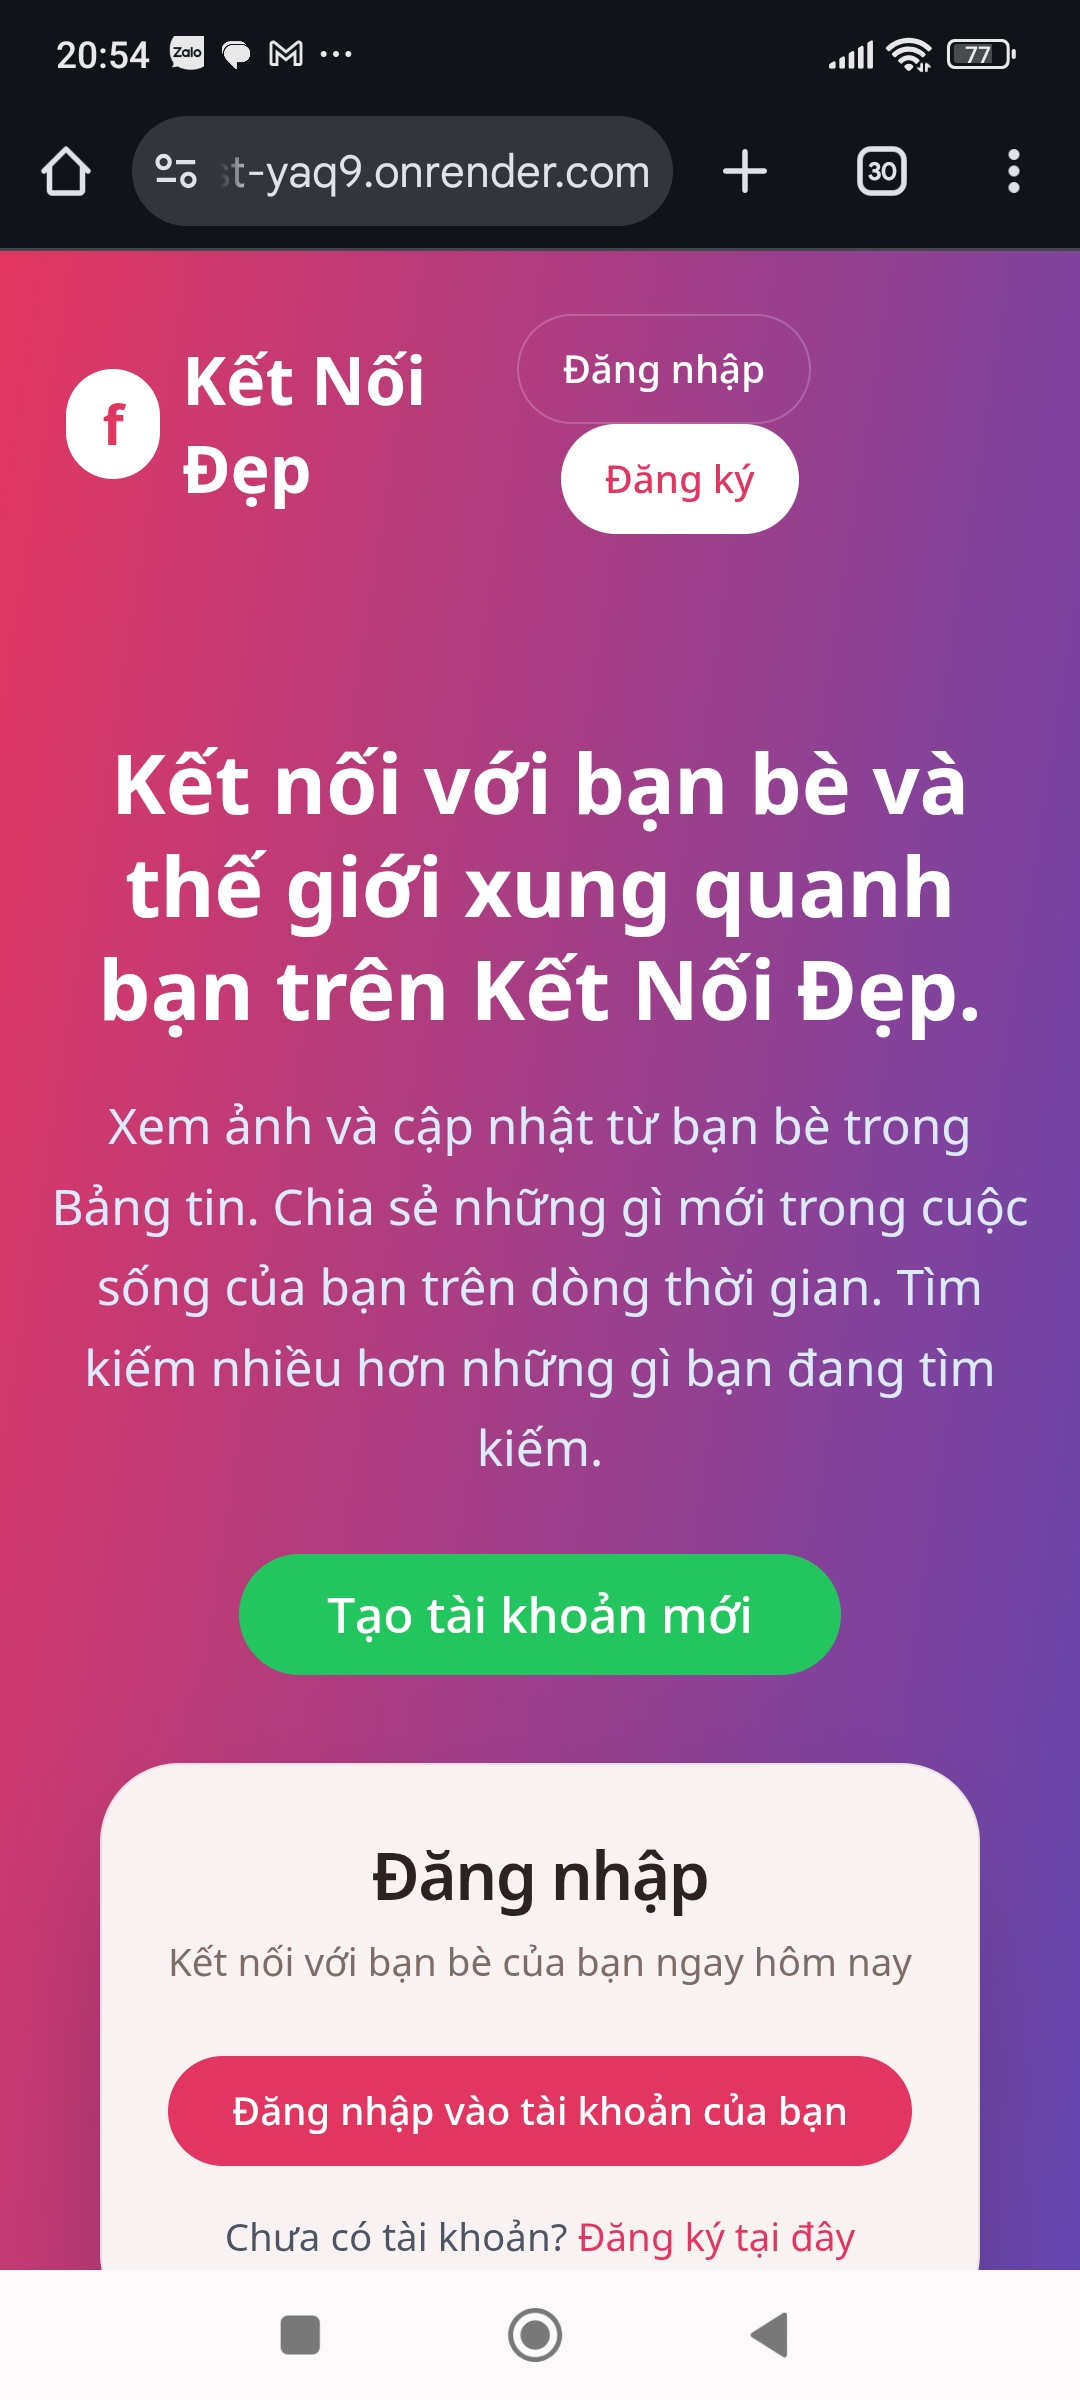 20:54 Zalo 77
t-yaq9.onrender.com 30
f
Kết Nối
Đẹp
Đăng nhập
Đăng ký
Kết nối với bạn bè và
thế giới xung quanh
bạn trên Kết Nối Đẹp.
Xem ảnh và cập nhật từ bạn bè trong
Bảng tin. Chia sẻ những gì mới trong cuộc
sống của bạn trên dòng thời gian. Tìm
kiếm nhiều hơn những gì bạn đang tìm
kiếm.
Tạo tài khoản mới
Đăng nhập
Kết nối với bạn bè của bạn ngay hôm nay
Đăng nhập vào tài khoản của bạn
Chưa có tài khoản? Đăng ký tại đây